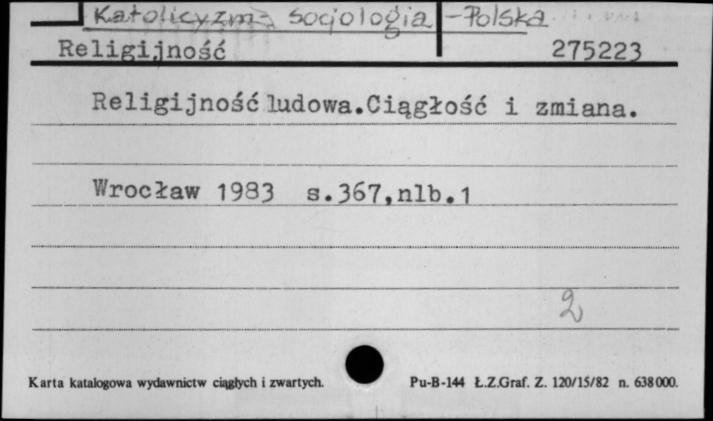 Katolicyzm - socjologia - Polska
Religijność 275223
Religijność ludowa.Ciągłość i zmiana.
Wrocław 1983 s.367,nlb.1
2
Karta katalogowa wydawnictw ciągłych i zwartych. Pu-B-144 Ł.Z.Graf. Z. 120/15/82 n. 638000.